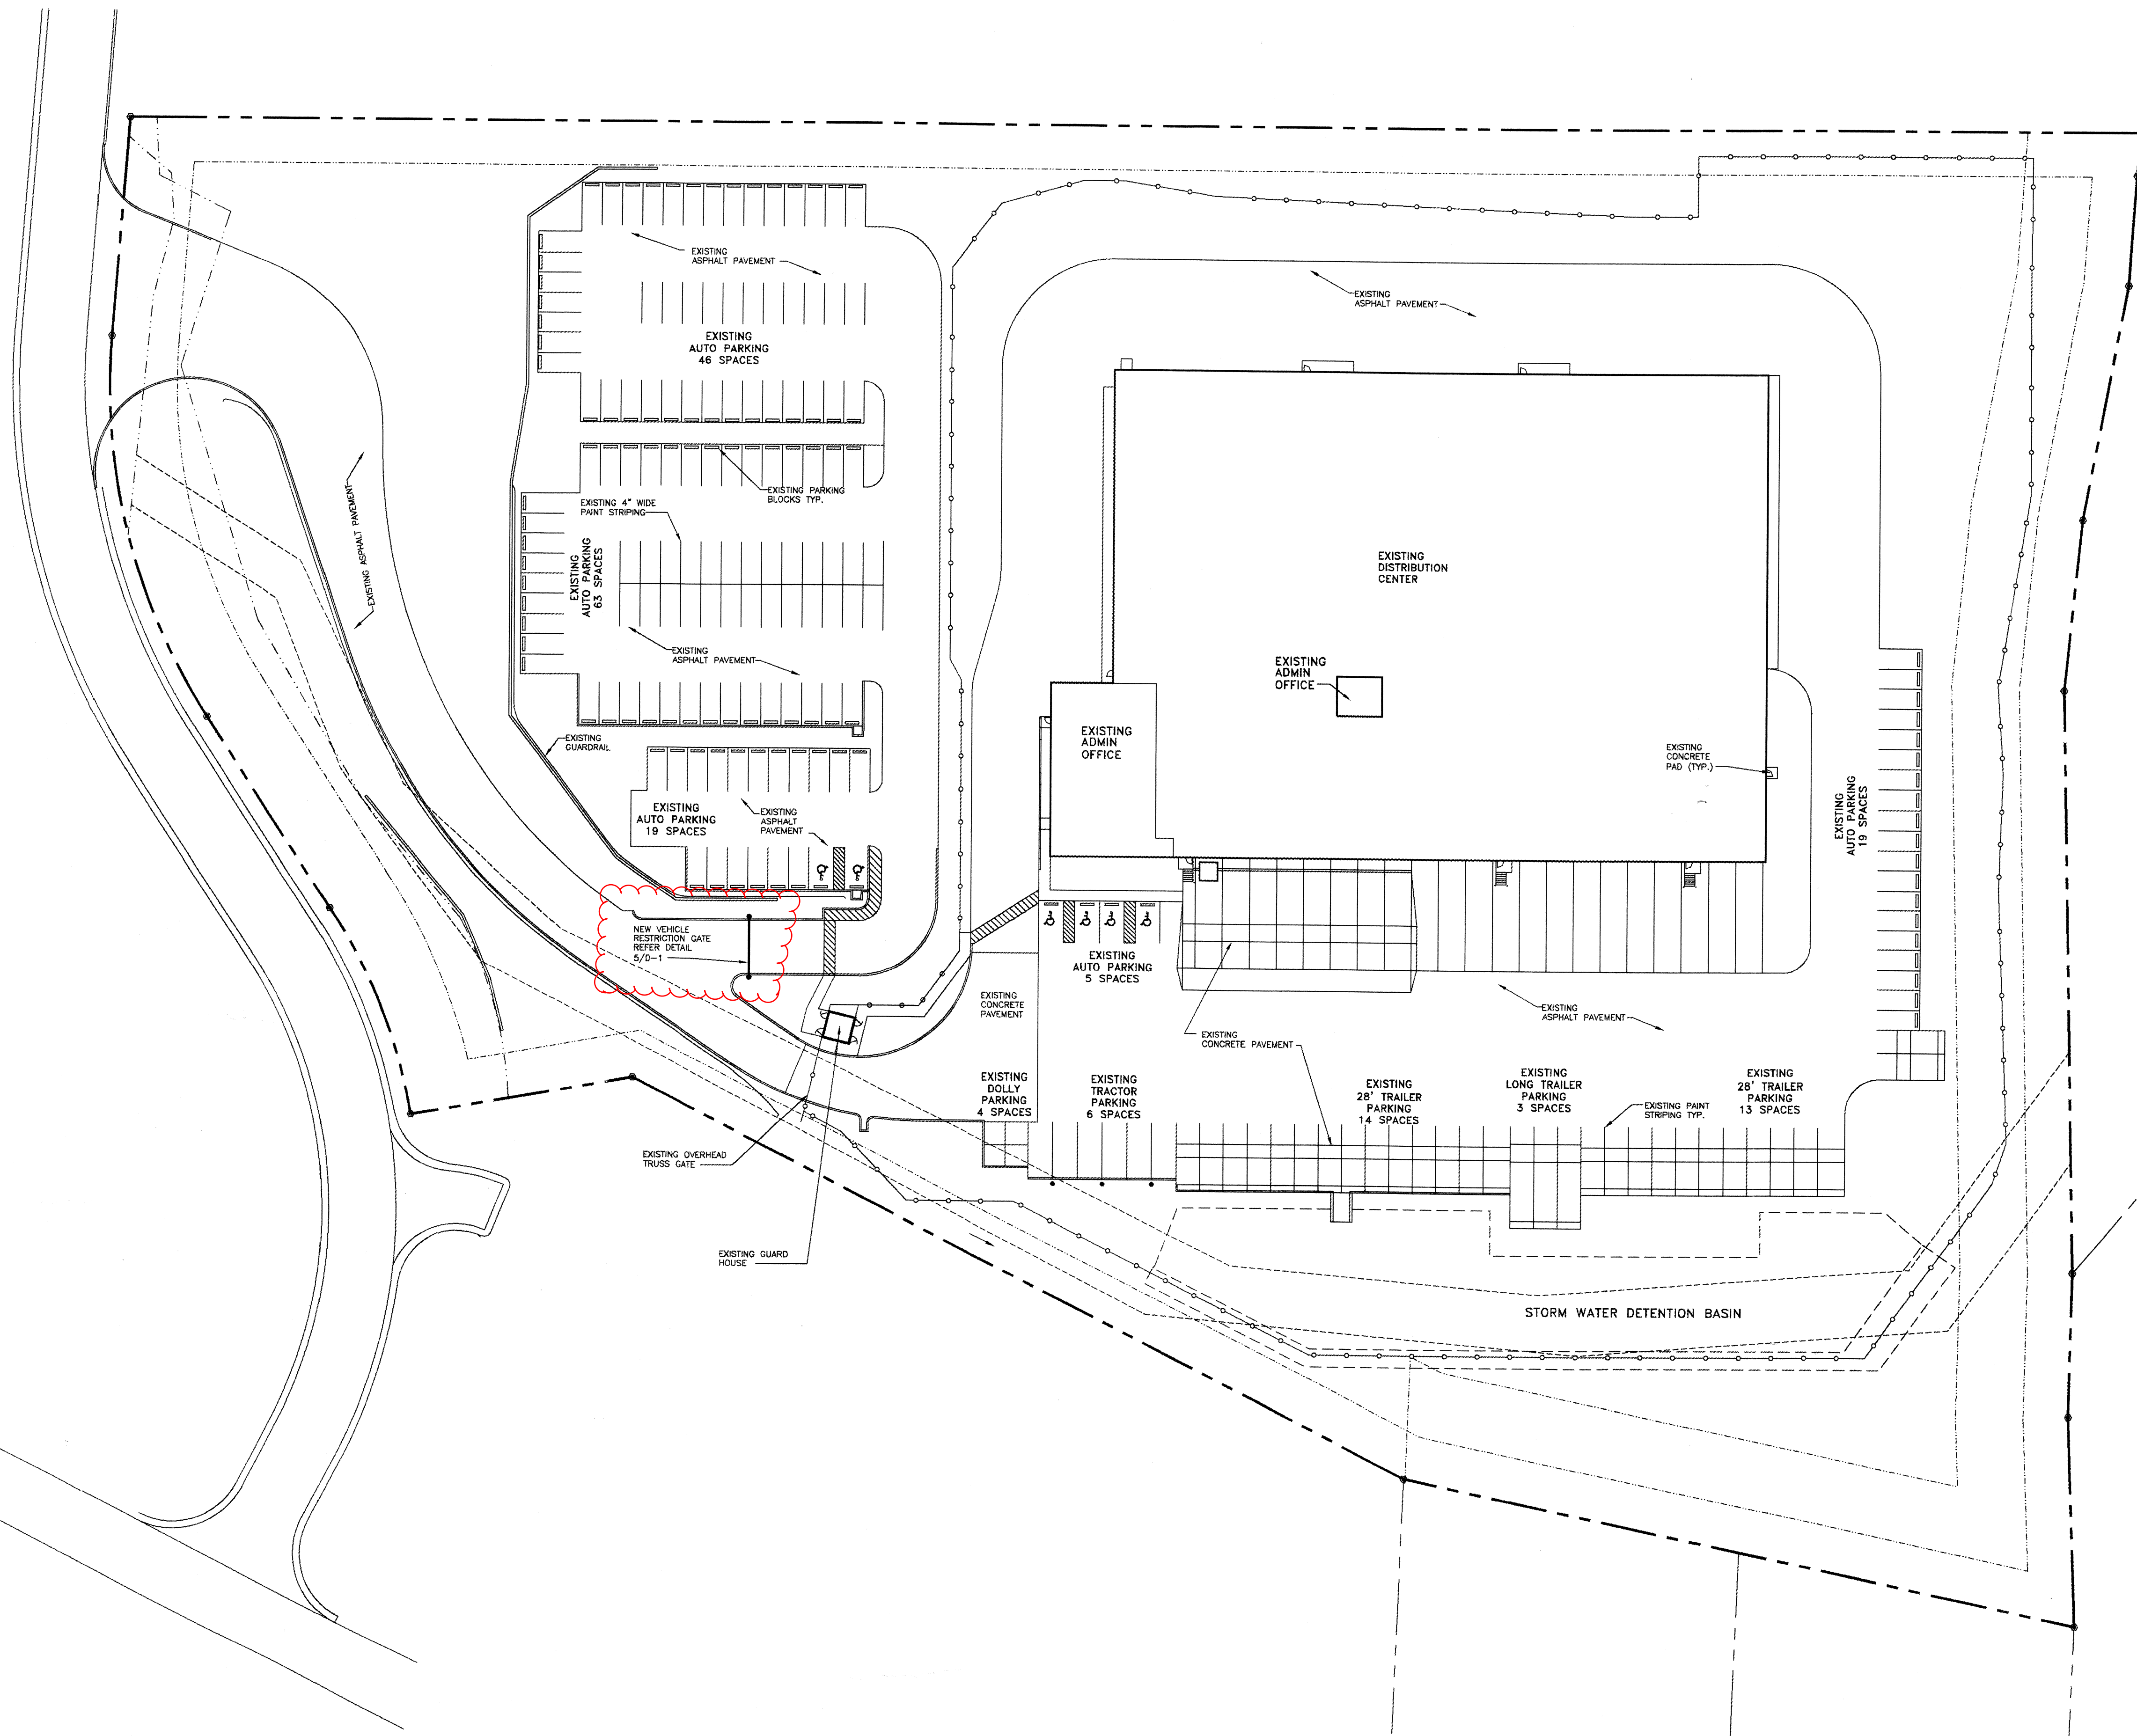 EXISTING
ASPHALT PAVEMENT
EXISTING
ASPHALT PAVEMENT
EXISTING
AUTO PARKING
46 SPACES
EXISTING PARKING
BLOCKS TYP.
EXISTING 4" WIDE
PAINT STRIPING
EXISTING ASPHALT PAVEMENT
EXISTING
AUTO PARKING
63 SPACES
EXISTING
DISTRIBUTION
CENTER
EXISTING
ASPHALT PAVEMENT
EXISTING
ADMIN
OFFICE
EXISTING
GUARDRAIL
EXISTING
ADMIN
OFFICE
EXISTING
CONCRETE
PAD (TYP.)
EXISTING
AUTO PARKING
19 SPACES
EXISTING
AUTO PARKING
19 SPACES
EXISTING
ASPHALT
PAVEMENT
NEW VEHICLE
RESTRICTION GATE
REFER DETAIL
5/D-1
EXISTING
AUTO PARKING
5 SPACES
EXISTING
CONCRETE
PAVEMENT
EXISTING
ASPHALT PAVEMENT
EXISTING
CONCRETE PAVEMENT
EXISTING
DOLLY
PARKING
4 SPACES
EXISTING
TRACTOR
PARKING
6 SPACES
EXISTING
28' TRAILER
PARKING
14 SPACES
EXISTING
LONG TRAILER
PARKING
3 SPACES
EXISTING PAINT
STRIPING TYP.
EXISTING
28' TRAILER
PARKING
13 SPACES
EXISTING OVERHEAD
TRUSS GATE
EXISTING GUARD
HOUSE
STORM WATER DETENTION BASIN